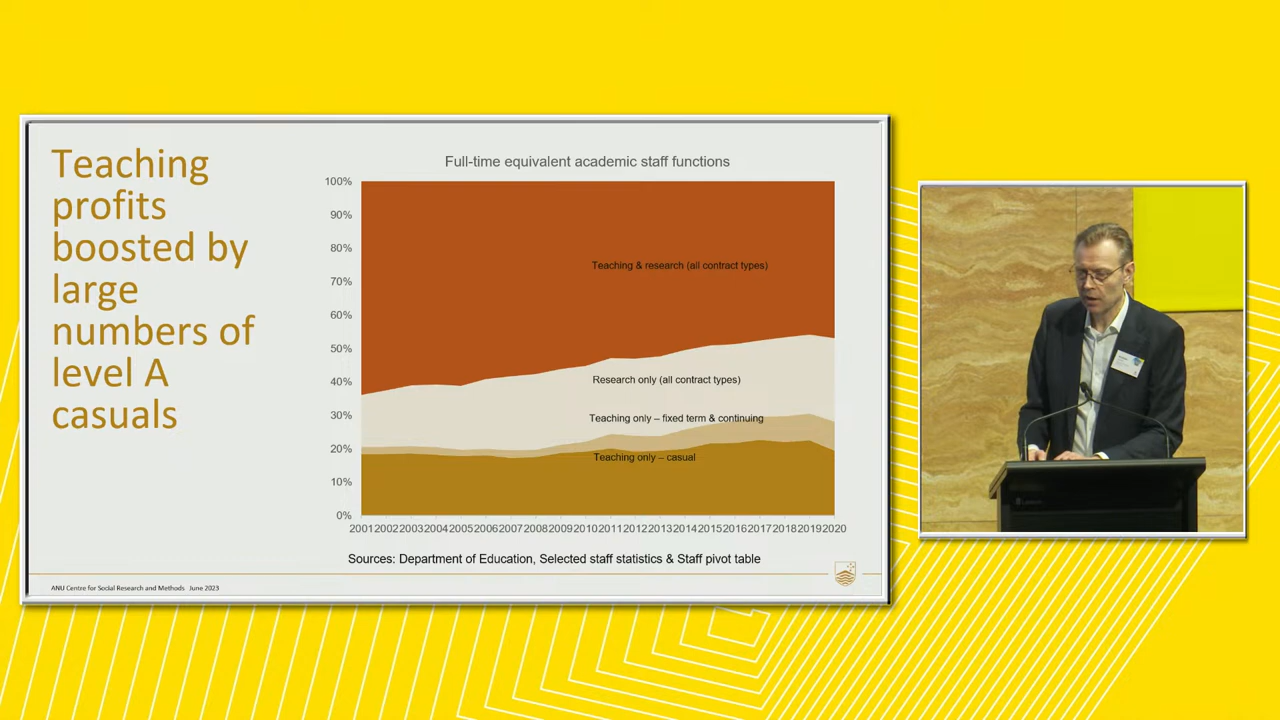 Teaching
profits
boosted by
large
numbers of
level A
casuals
Full-time equivalent academic staff functions
100%
90%
80%
70%
60%
50%
40%
30%
20%
10%
0%
Teaching & research (all contract types)
Research only (all contract types)
Teaching only – fixed term & continuing
Teaching only – casual
2001 2002 2003 2004 2005 2006 2007 2008 2009 2010 2011 2012 2013 2014 2015 2016 2017 2018 2019 2020
Sources: Department of Education, Selected staff statistics & Staff pivot table
ANU Centre for Social Research and Methods June 2023